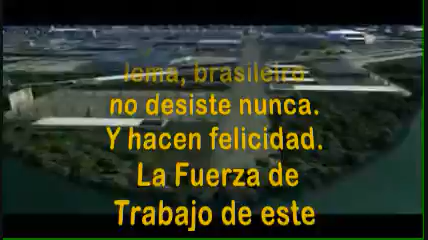 lema, brasileiro
no desiste nunca.
Y hacen felicidad.
La Fuerza de
Trabajo de este